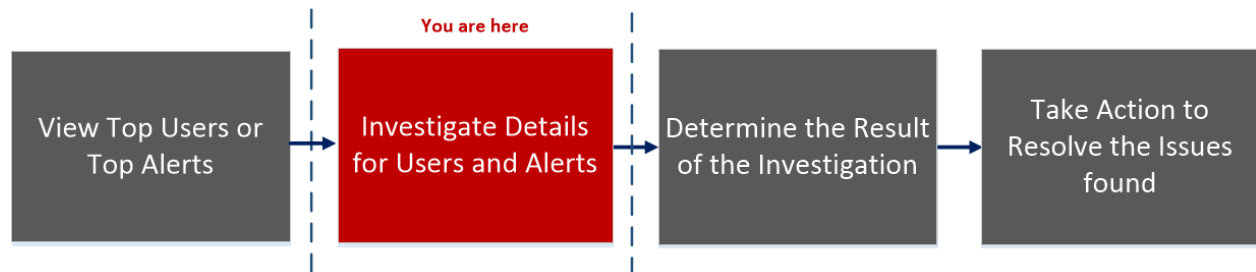 You are here
View Top Users or
Top Alerts
Investigate Details
for Users and Alerts
Determine the Result
of the Investigation
Take Action to
Resolve the Issues
found